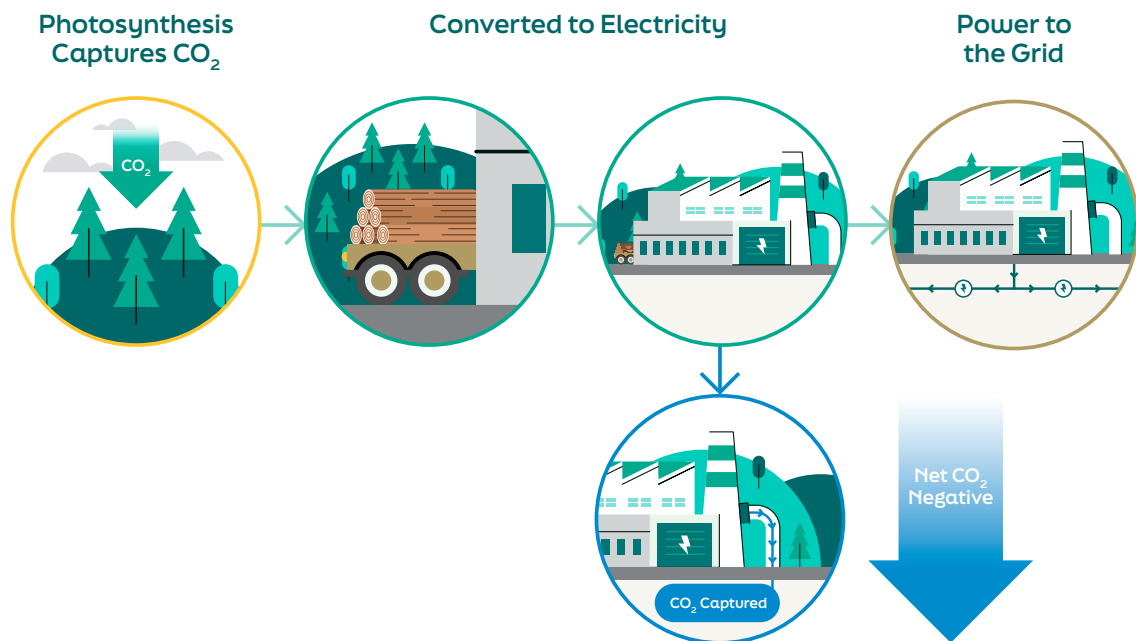 Photosynthesis
Captures CO₂
Converted to Electricity
Power to
the Grid
CO₂
Net CO₂
Negative
CO₂ Captured